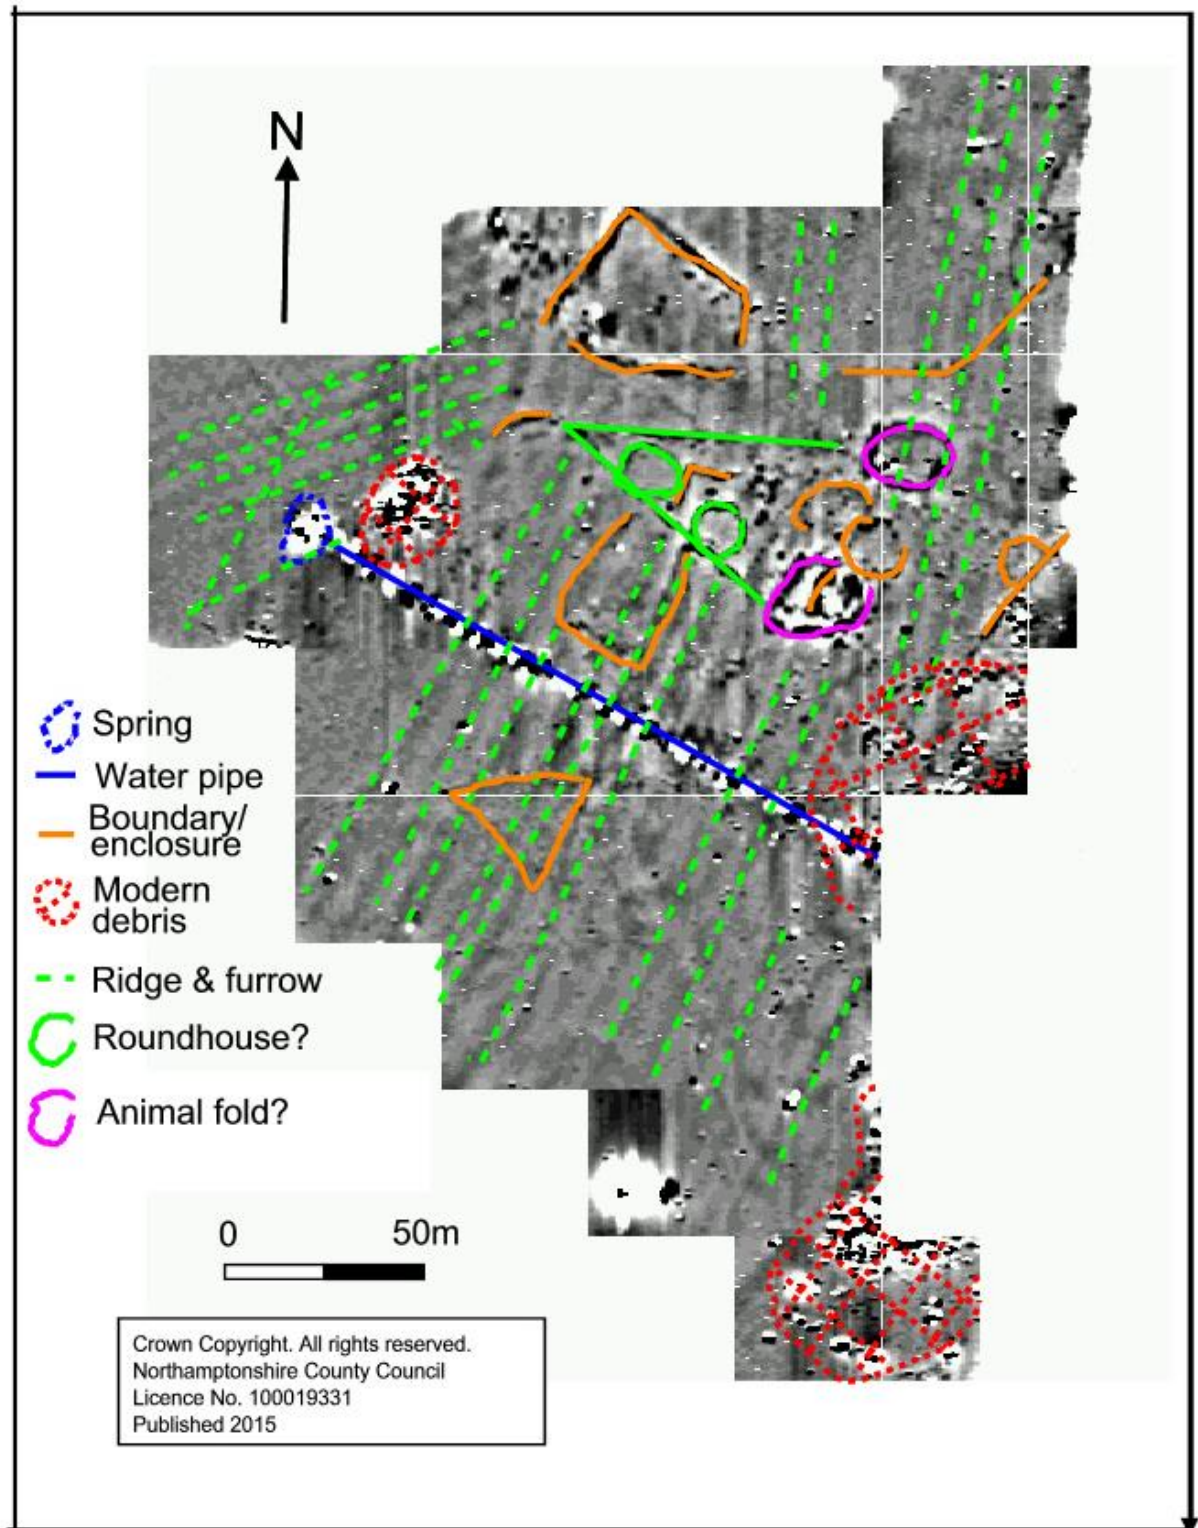 N
Spring
Water pipe
Boundary/
enclosure
Modern
debris
Ridge & furrow
Roundhouse?
Animal fold?
0 50m
Crown Copyright. All rights reserved.
Northamptonshire County Council
Licence No. 100019331
Published 2015